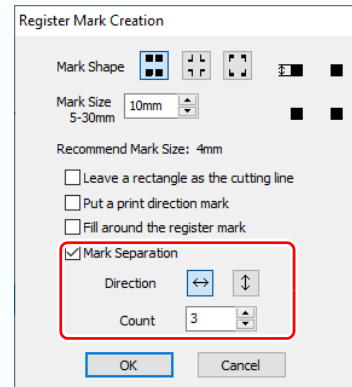 Register Mark Creation
Mark Shape
Mark Size
5-30mm
10mm
Recommend Mark Size: 4mm
Leave a rectangle as the cutting line
Put a print direction mark
Fill around the register mark
Mark Separation
Direction
Count
3
OK
Cancel